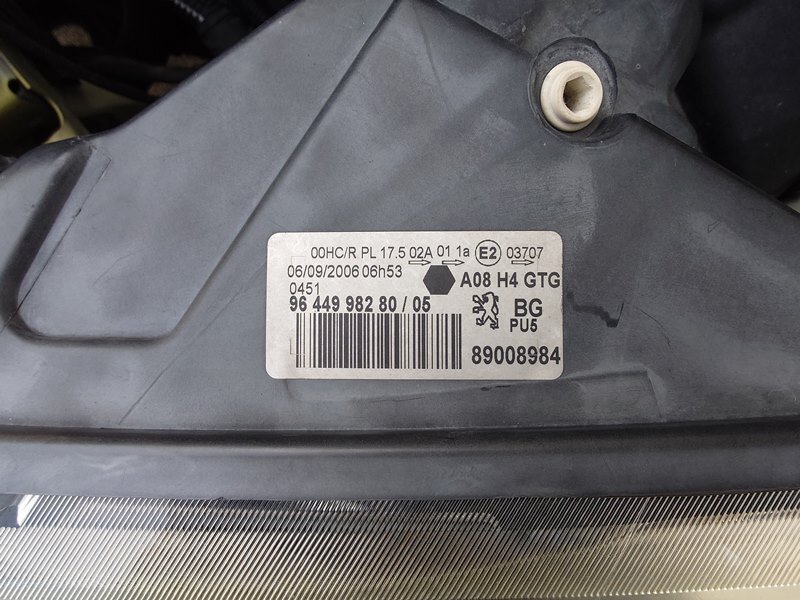 00HC/R PL 17.5 02A 01 1a E2 03707
06/09/2006 06h53
A08 H4 GTG
0451
96 449 982 80 / 05
BG
PU5
89008984